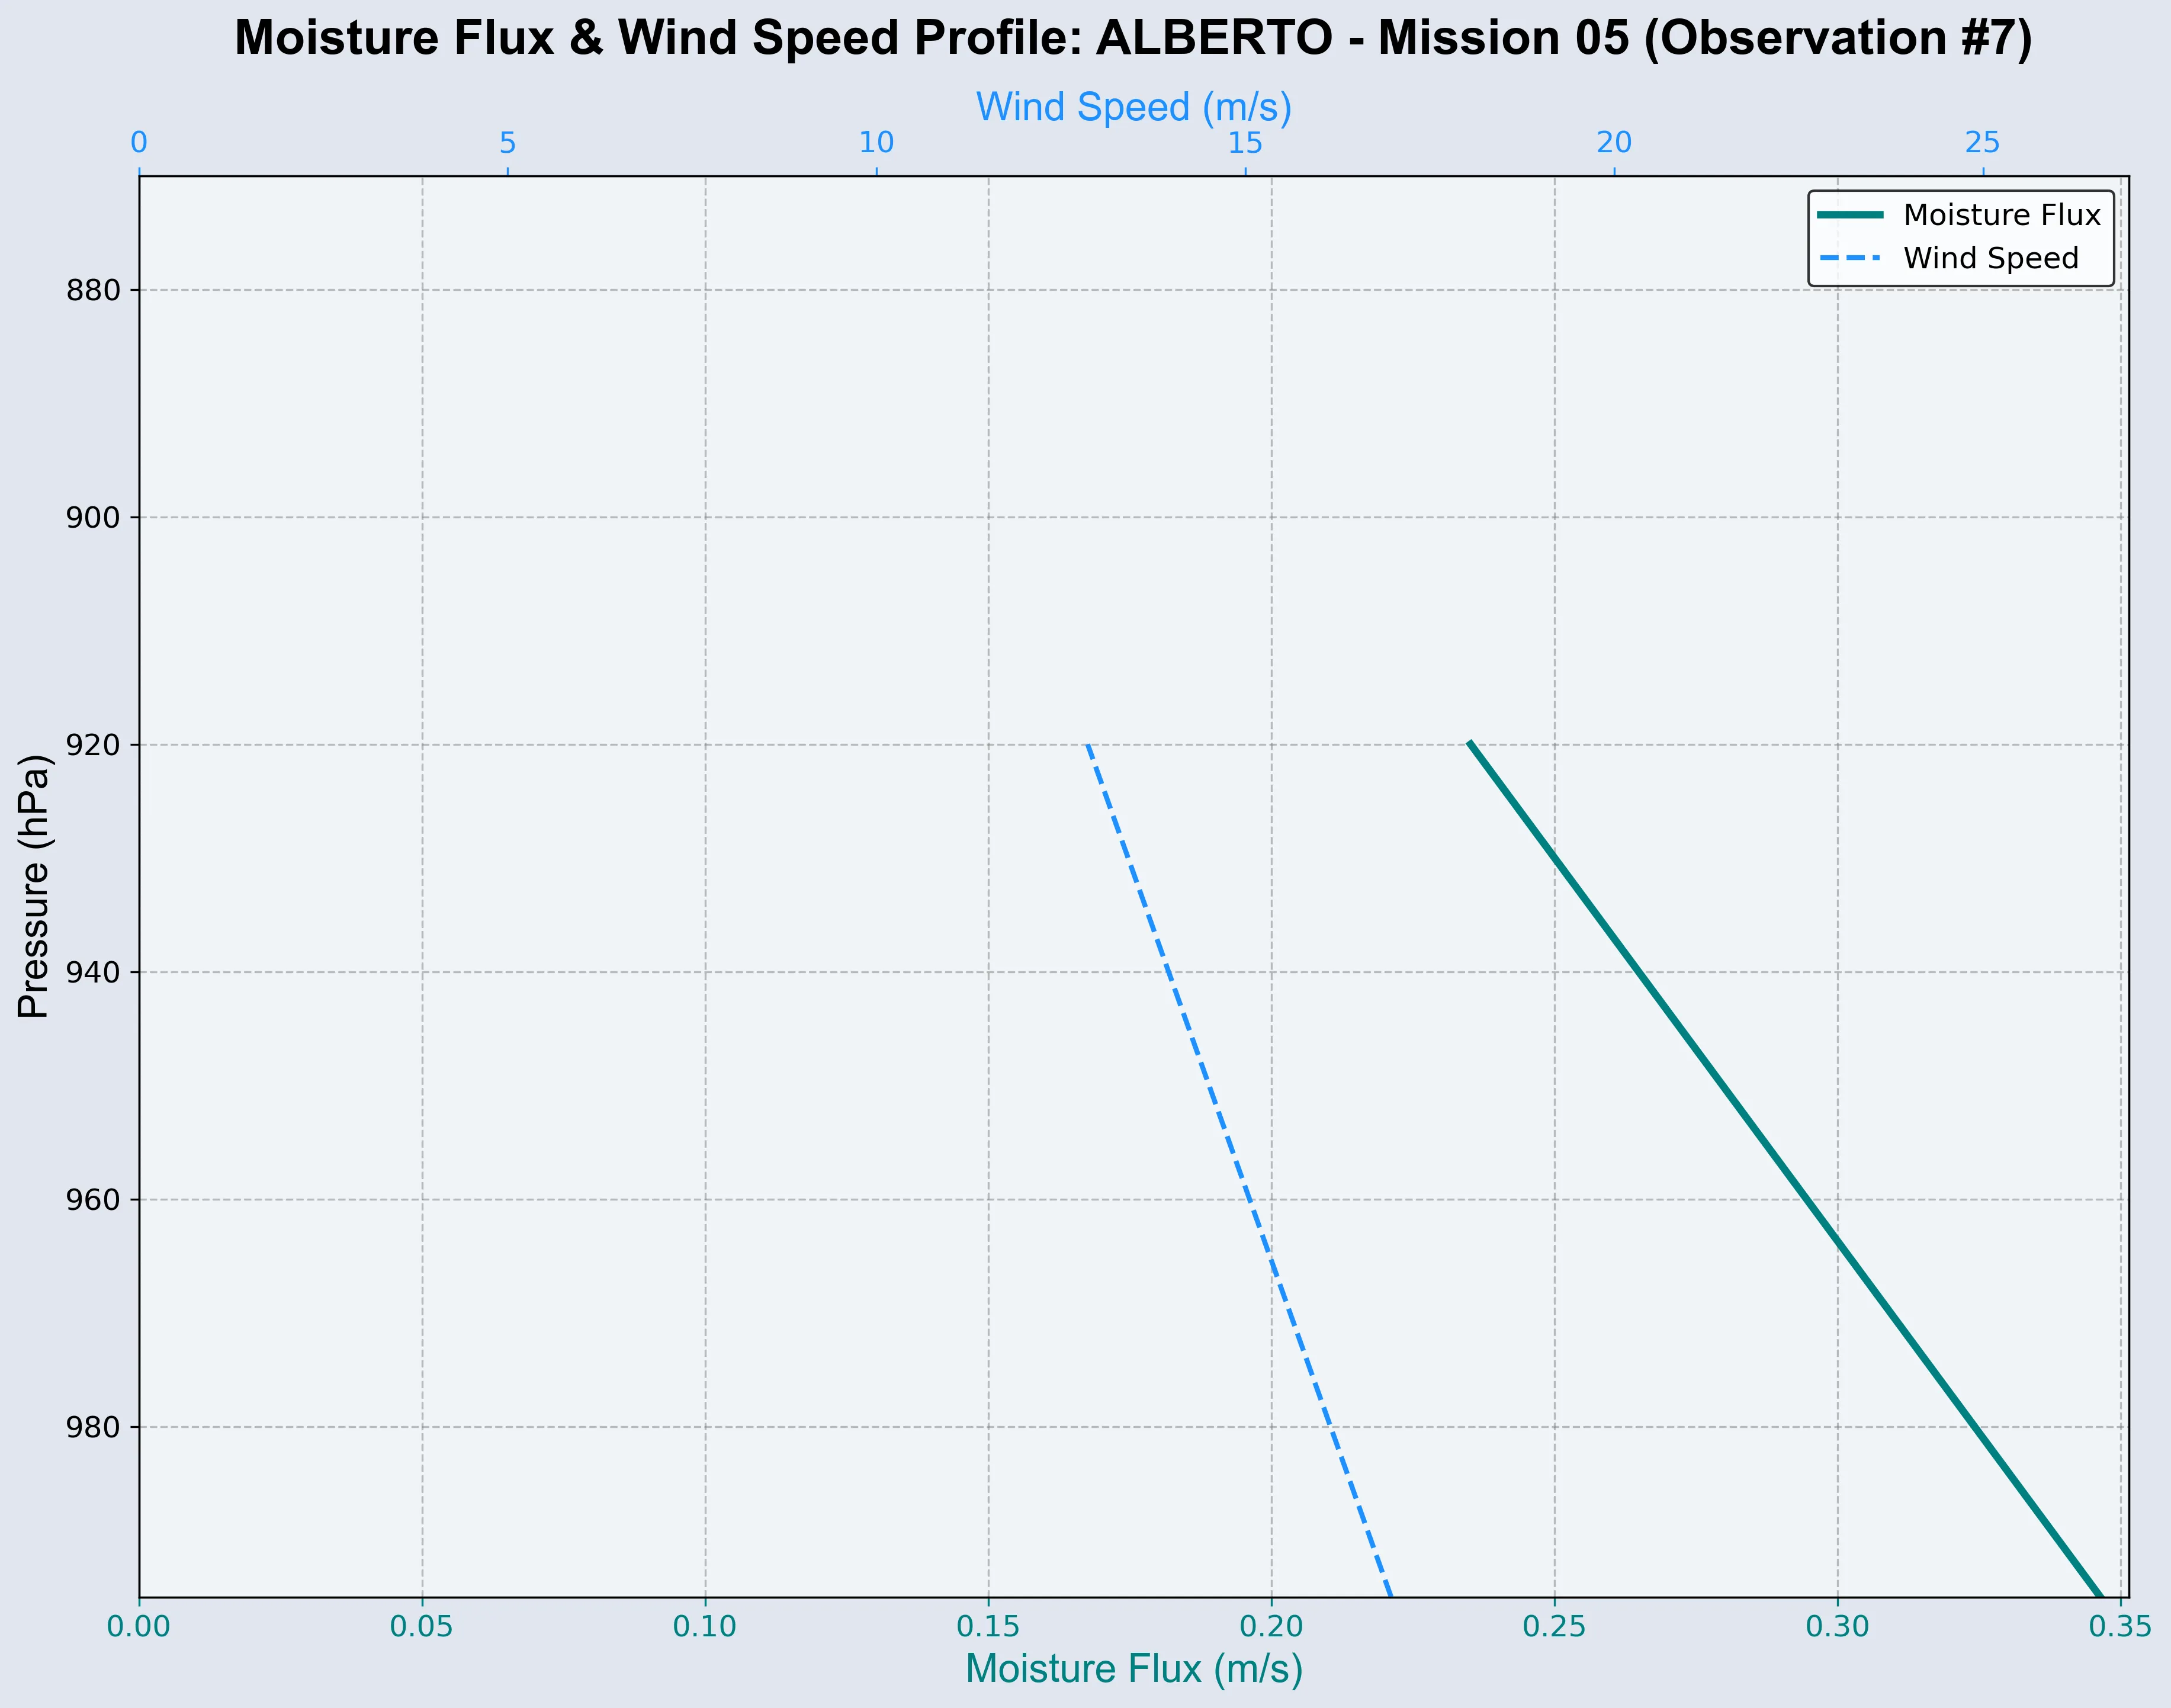 Moisture Flux & Wind Speed Profile: ALBERTO - Mission 05 (Observation #7)
Wind Speed (m/s)
0 5 10 15 20 25
Moisture Flux
Wind Speed
880
900
920
940
960
980
Pressure (hPa)
0.00 0.05 0.10 0.15 0.20 0.25 0.30 0.35
Moisture Flux (m/s)